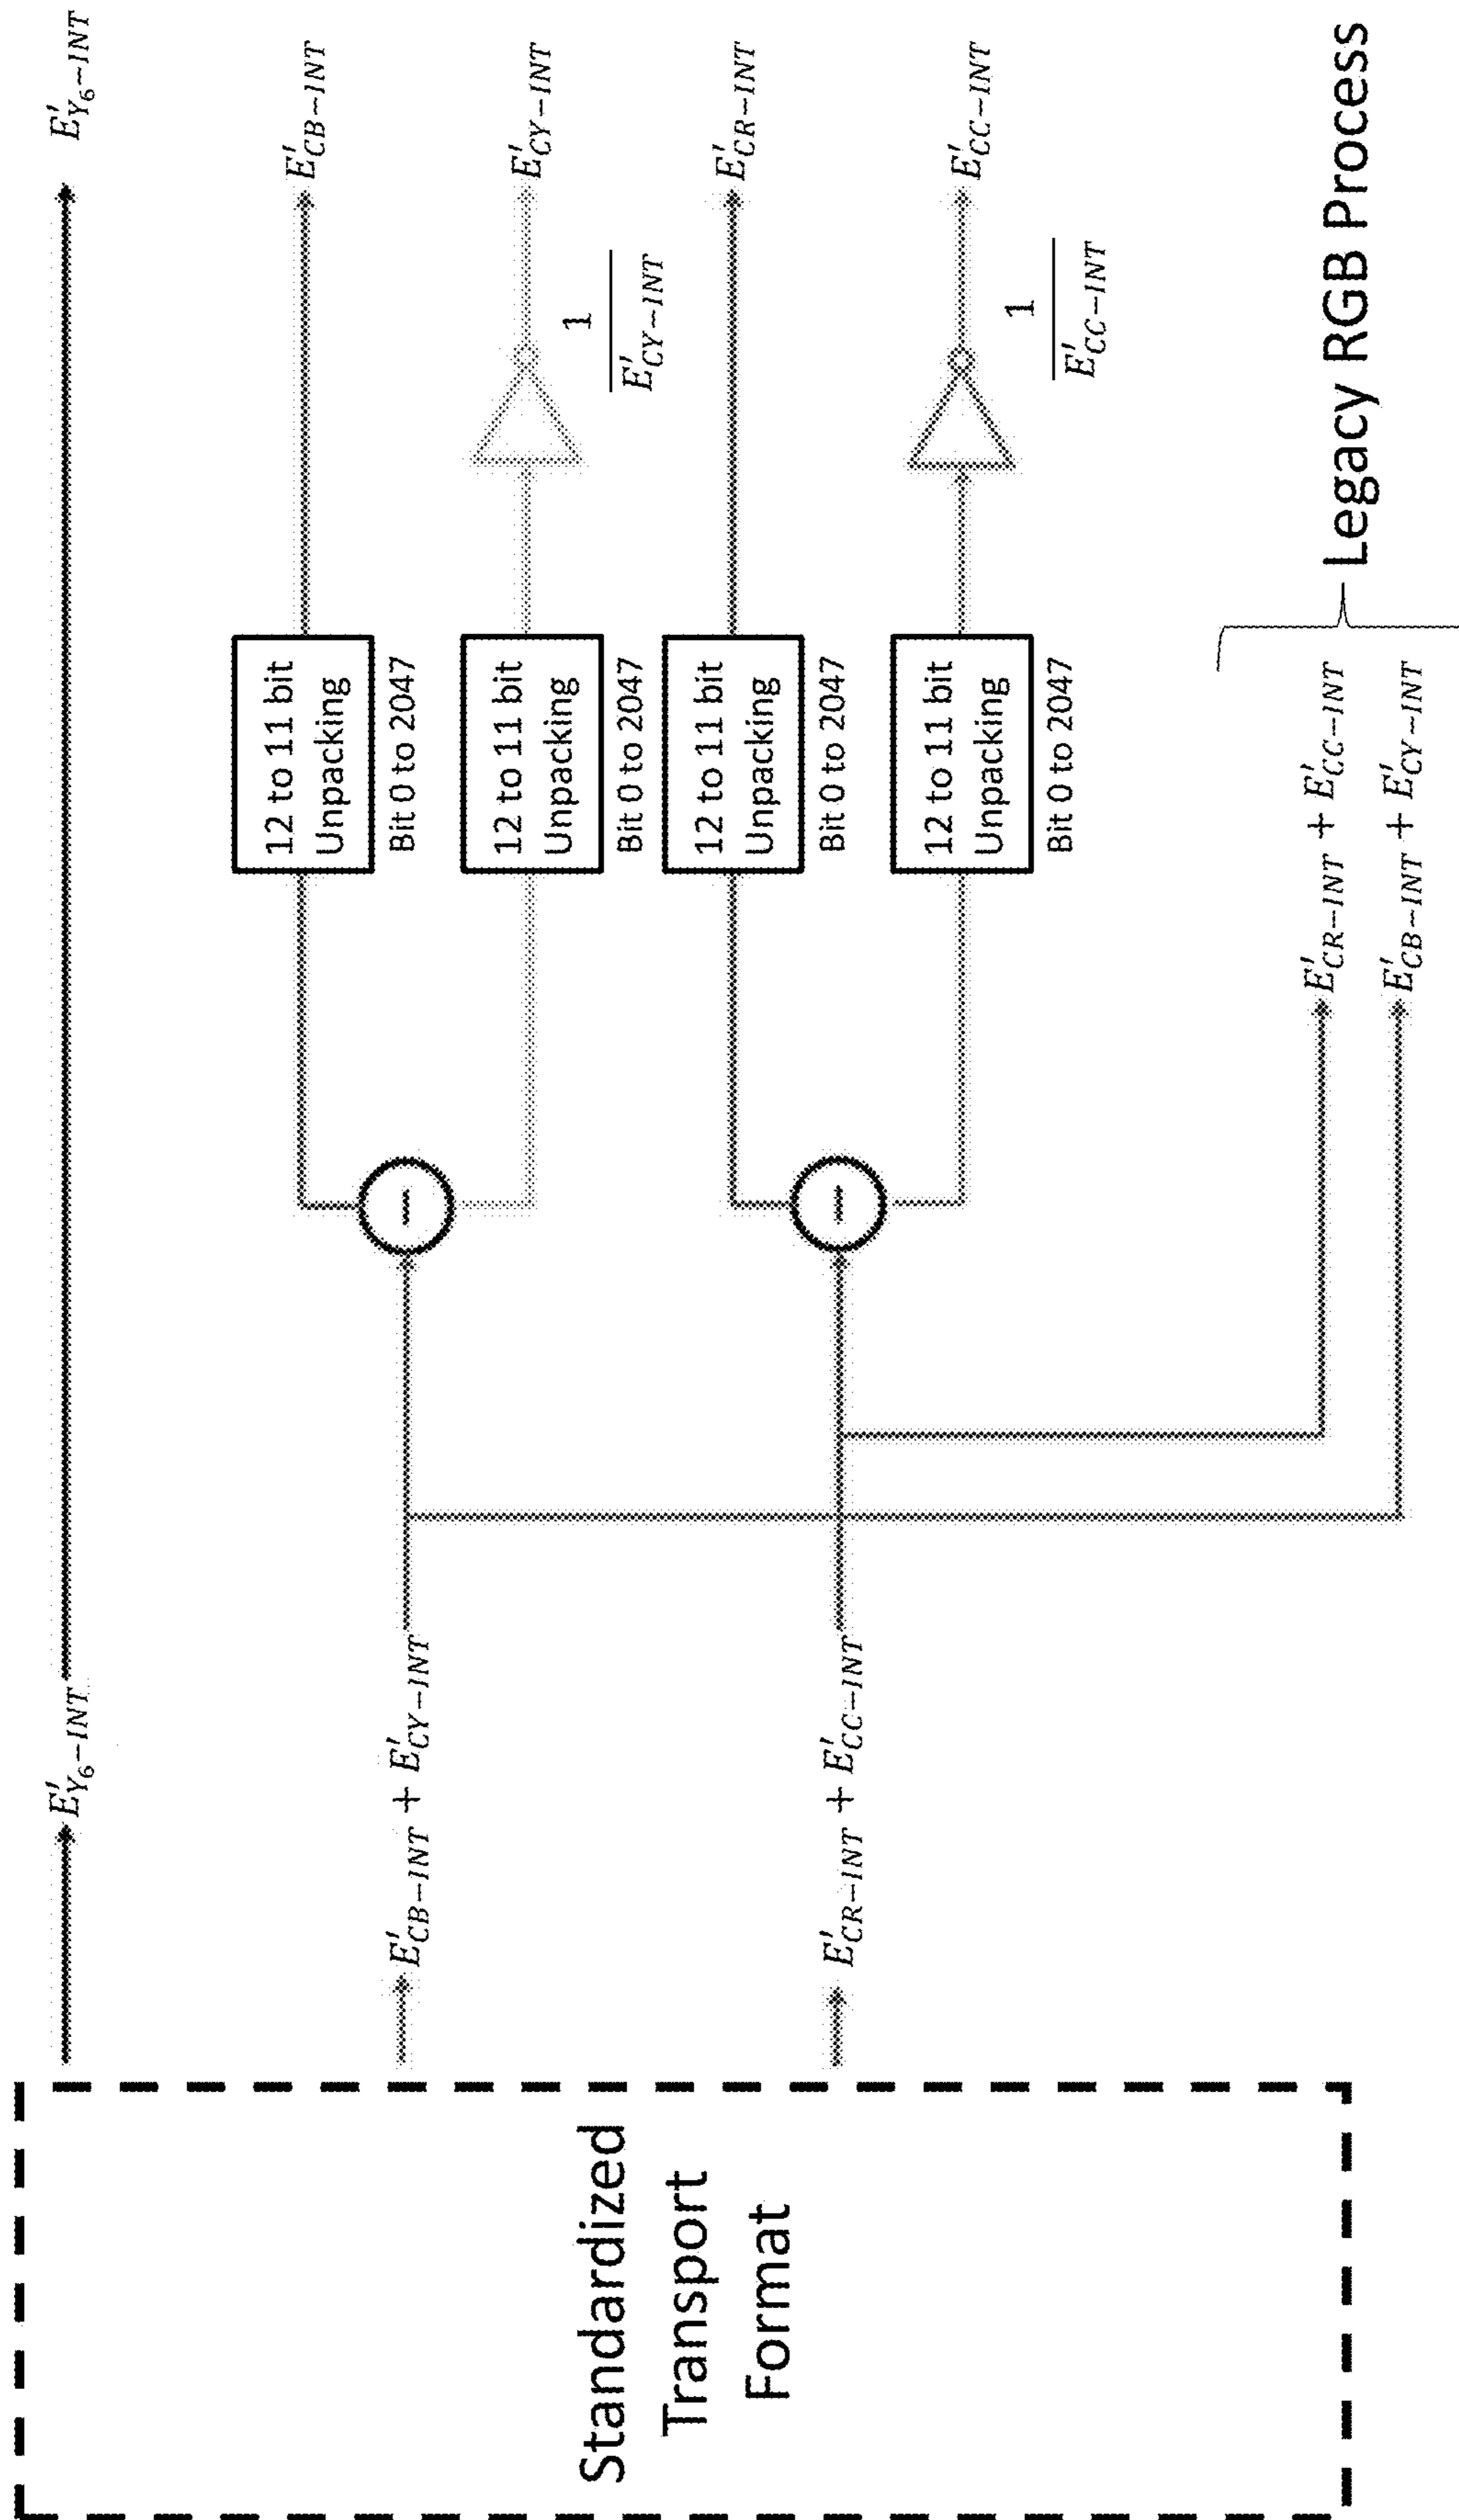 Standardized
Transport
Format
E'Y₆−INT
E'Y₆−INT
E'CB−INT + E'CY−INT
12 to 11 bit
Unpacking
Bit 0 to 2047
E'CB−INT
12 to 11 bit
Unpacking
Bit 0 to 2047
1
E'CY−INT
E'CY−INT
E'CR−INT + E'CC−INT
12 to 11 bit
Unpacking
Bit 0 to 2047
E'CR−INT
12 to 11 bit
Unpacking
Bit 0 to 2047
1
E'CC−INT
E'CC−INT
E'CR−INT + E'CC−INT
E'CB−INT + E'CY−INT
Legacy RGB Process